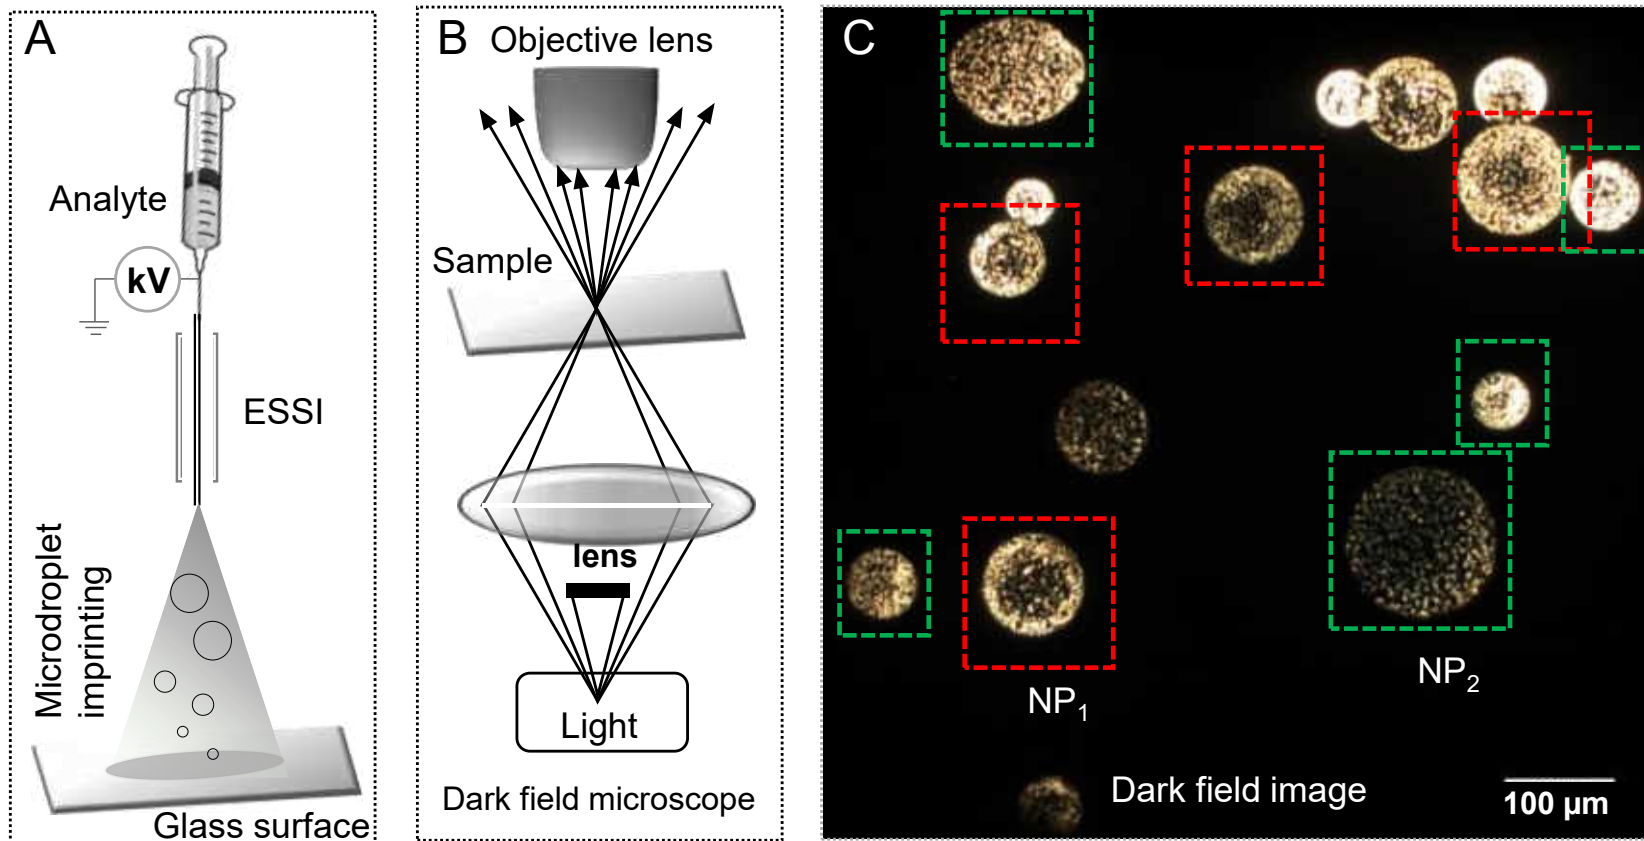 A
Analyte
kV
ESSI
Microdroplet
imprinting
Glass surface
B
Objective lens
Sample
lens
Light
Dark field microscope
C
NP1
NP2
Dark field image
100 µm